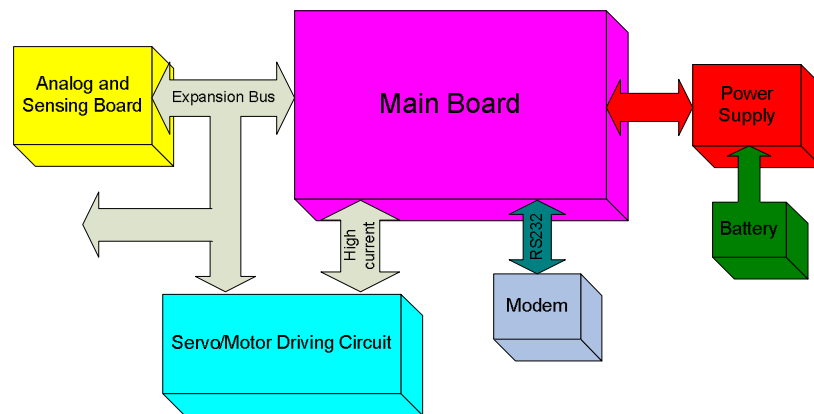 Analog and
Sensing Board
Expansion Bus
Main Board
Power
Supply
Battery
High
current
RS232
Modem
Servo/Motor Driving Circuit